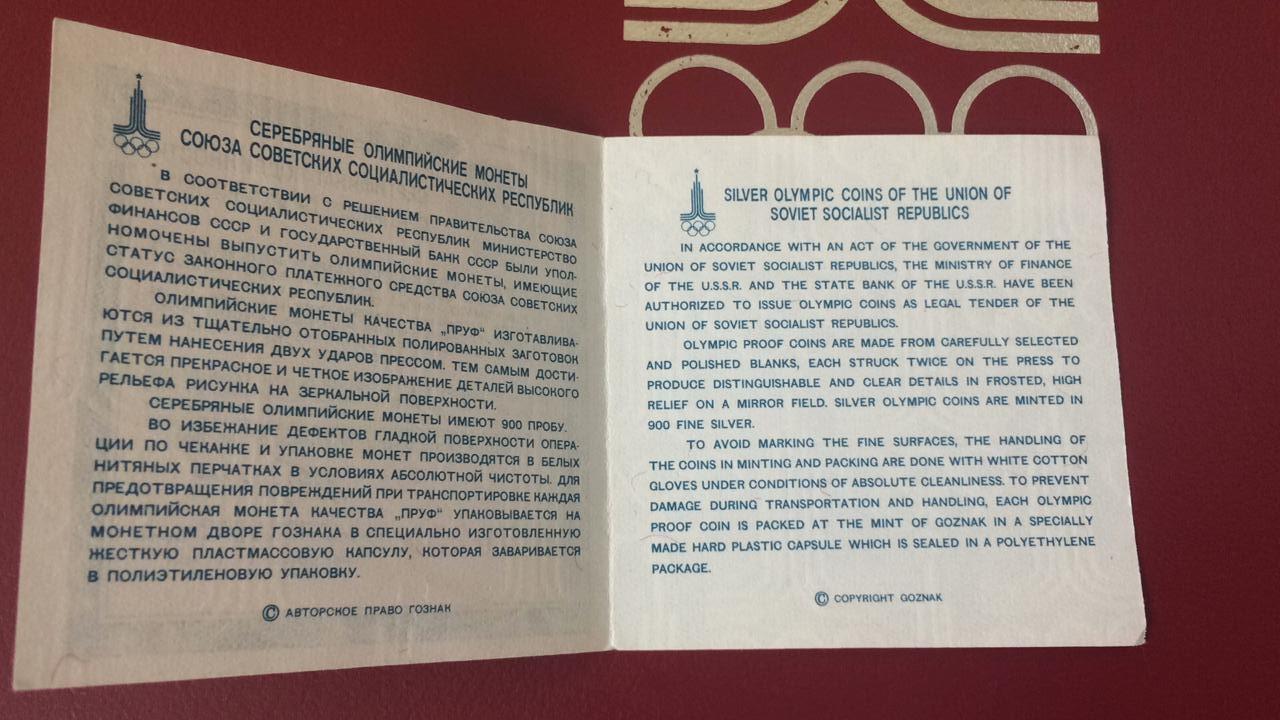 СЕРЕБРЯНЫЕ ОЛИМПИЙСКИЕ МОНЕТЫ
СОЮЗА СОВЕТСКИХ СОЦИАЛИСТИЧЕСКИХ РЕСПУБЛИК
В СООТВЕТСТВИИ С РЕШЕНИЕМ ПРАВИТЕЛЬСТВА СОЮЗА
СОВЕТСКИХ СОЦИАЛИСТИЧЕСКИХ РЕСПУБЛИК МИНИСТЕРСТВО
ФИНАНСОВ СССР И ГОСУДАРСТВЕННЫЙ БАНК СССР БЫЛИ УПОЛ-
НОМОЧЕНЫ ВЫПУСТИТЬ ОЛИМПИЙСКИЕ МОНЕТЫ, ИМЕЮЩИЕ
СТАТУС ЗАКОННОГО ПЛАТЕЖНОГО СРЕДСТВА СОЮЗА СОВЕТСКИХ
СОЦИАЛИСТИЧЕСКИХ РЕСПУБЛИК.
ОЛИМПИЙСКИЕ МОНЕТЫ КАЧЕСТВА „ПРУФ“ ИЗГОТАВЛИВА-
ЮТСЯ ИЗ ТЩАТЕЛЬНО ОТОБРАННЫХ ПОЛИРОВАННЫХ ЗАГОТОВОК
ПУТЕМ НАНЕСЕНИЯ ДВУХ УДАРОВ ПРЕССОМ. ТЕМ САМЫМ ДОСТИ-
ГАЕТСЯ ПРЕКРАСНОЕ И ЧЕТКОЕ ИЗОБРАЖЕНИЕ ДЕТАЛЕЙ ВЫСОКОГО
РЕЛЬЕФА РИСУНКА НА ЗЕРКАЛЬНОЙ ПОВЕРХНОСТИ.
СЕРЕБРЯНЫЕ ОЛИМПИЙСКИЕ МОНЕТЫ ИМЕЮТ 900 ПРОБУ.
ВО ИЗБЕЖАНИЕ ДЕФЕКТОВ ГЛАДКОЙ ПОВЕРХНОСТИ ОПЕРА-
ЦИИ ПО ЧЕКАНКЕ И УПАКОВКЕ МОНЕТ ПРОИЗВОДЯТСЯ В БЕЛЫХ
НИТЯНЫХ ПЕРЧАТКАХ В УСЛОВИЯХ АБСОЛЮТНОЙ ЧИСТОТЫ. ДЛЯ
ПРЕДОТВРАЩЕНИЯ ПОВРЕЖДЕНИЙ ПРИ ТРАНСПОРТИРОВКЕ КАЖДАЯ
ОЛИМПИЙСКАЯ МОНЕТА КАЧЕСТВА „ПРУФ“ УПАКОВЫВАЕТСЯ НА
МОНЕТНОМ ДВОРЕ ГОЗНАКА В СПЕЦИАЛЬНО ИЗГОТОВЛЕННУЮ
ЖЕСТКУЮ ПЛАСТМАССОВУЮ КАПСУЛУ, КОТОРАЯ ЗАВАРИВАЕТСЯ
В ПОЛИЭТИЛЕНОВУЮ УПАКОВКУ.
© АВТОРСКОЕ ПРАВО ГОЗНАК
SILVER OLYMPIC COINS OF THE UNION OF
SOVIET SOCIALIST REPUBLICS
IN ACCORDANCE WITH AN ACT OF THE GOVERNMENT OF THE
UNION OF SOVIET SOCIALIST REPUBLICS, THE MINISTRY OF FINANCE
OF THE U.S.S.R. AND THE STATE BANK OF THE U.S.S.R. HAVE BEEN
AUTHORIZED TO ISSUE OLYMPIC COINS AS LEGAL TENDER OF THE
UNION OF SOVIET SOCIALIST REPUBLICS.
OLYMPIC PROOF COINS ARE MADE FROM CAREFULLY SELECTED
AND POLISHED BLANKS, EACH STRUCK TWICE ON THE PRESS TO
PRODUCE DISTINGUISHABLE AND CLEAR DETAILS IN FROSTED, HIGH
RELIEF ON A MIRROR FIELD. SILVER OLYMPIC COINS ARE MINTED IN
900 FINE SILVER.
TO AVOID MARKING THE FINE SURFACES, THE HANDLING OF
THE COINS IN MINTING AND PACKING ARE DONE WITH WHITE COTTON
GLOVES UNDER CONDITIONS OF ABSOLUTE CLEANLINESS. TO PREVENT
DAMAGE DURING TRANSPORTATION AND HANDLING, EACH OLYMPIC
PROOF COIN IS PACKED AT THE MINT OF GOZNAK IN A SPECIALLY
MADE HARD PLASTIC CAPSULE WHICH IS SEALED IN A POLYETHYLENE
PACKAGE.
© COPYRIGHT GOZNAK